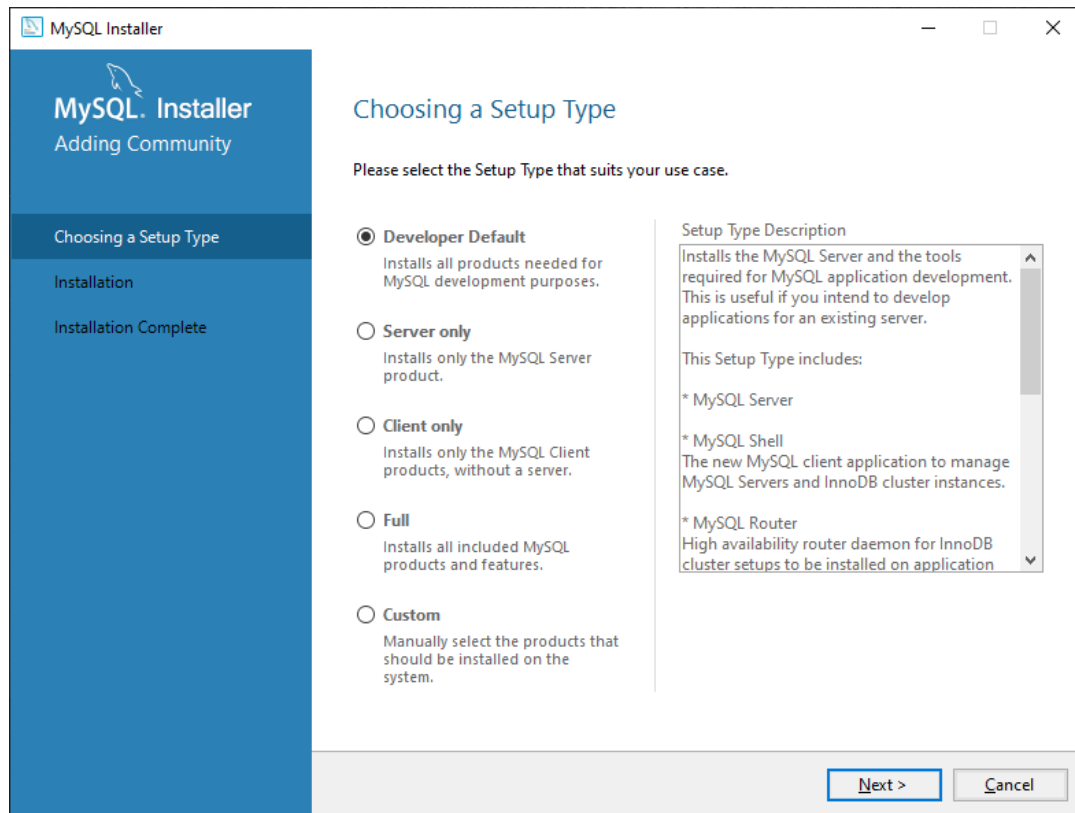 MySQL Installer
MySQL. Installer
Adding Community
Choosing a Setup Type
Installation
Installation Complete
Choosing a Setup Type
Please select the Setup Type that suits your use case.
Developer Default
Installs all products needed for
MySQL development purposes.
Server only
Installs only the MySQL Server
product.
Client only
Installs only the MySQL Client
products, without a server.
Full
Installs all included MySQL
products and features.
Custom
Manually select the products that
should be installed on the
system.
Setup Type Description
Installs the MySQL Server and the tools
required for MySQL application development.
This is useful if you intend to develop
applications for an existing server.
This Setup Type includes:
* MySQL Server
* MySQL Shell
The new MySQL client application to manage
MySQL Servers and InnoDB cluster instances.
* MySQL Router
High availability router daemon for InnoDB
cluster setups to be installed on application
Next >
Cancel